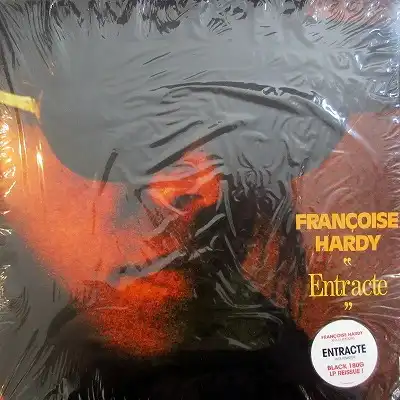 FRANÇOISE
HARDY
“
Entracte
”
FRANÇOISE HARDY
ENTRACTE
BLACK 180G
LP REISSUE !